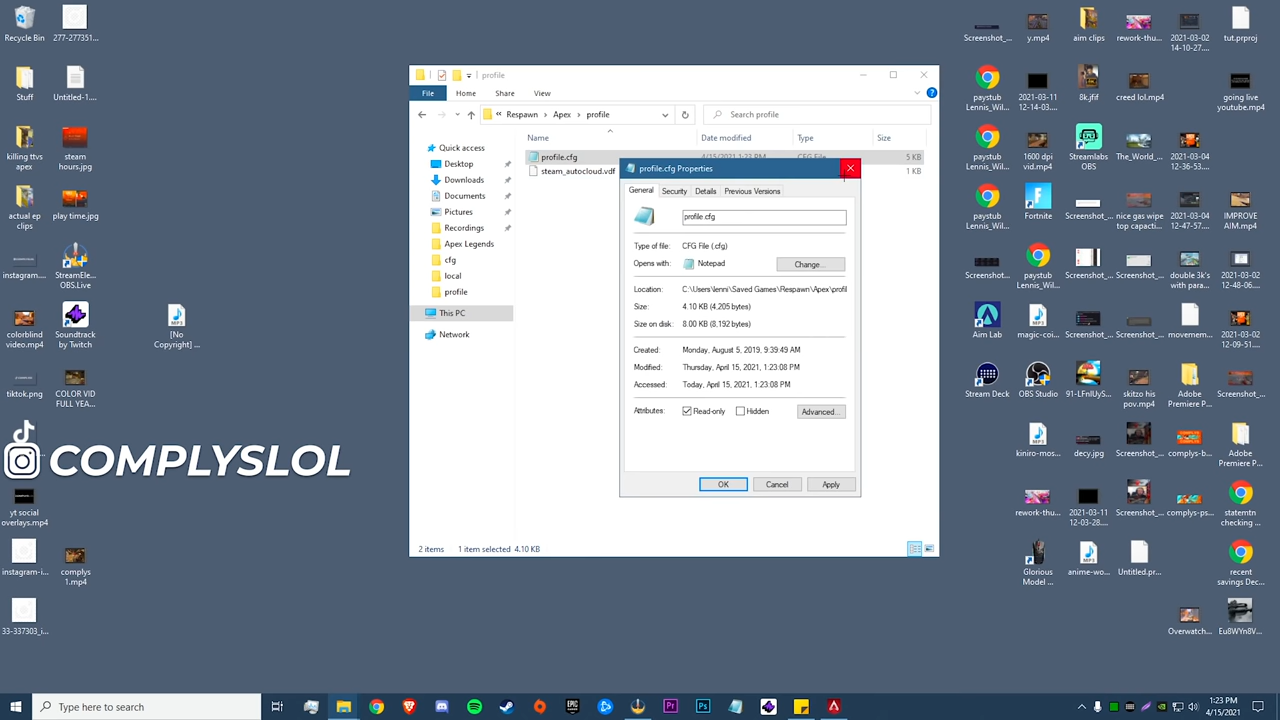 Recycle Bin
277-277351...
Stuff
Untitled-1....
killing ttvs
steam
hours.jpg
actual ep
clips
play time.jpg
instagram....
StreamEle...
OBS.Live
colorblind
video.mp4
Soundtrack
by Twitch
[No
Copyright] ...
tiktok.png
COLOR VID
FULL YEA...
COMPLYSLOL
yt social
overlays.mp4
instagram-i...
complys
1.mp4
33-337303_i...
profile
File
Home
Share
View
« Respawn > Apex > profile
Search profile
Name
Date modified
Type
Size
Quick access
Desktop
Downloads
Documents
Pictures
Recordings
Apex Legends
cfg
local
profile
This PC
Network
profile.cfg
4/15/2021 1:23 PM
CFG File
5 KB
steam_autocloud.vdf
1 KB
2 items
1 item selected 4.10 KB
profile.cfg Properties
General
Security
Details
Previous Versions
profile.cfg
Type of file:
CFG File (.cfg)
Opens with:
Notepad
Change...
Location:
C:\Users\lenni\Saved Games\Respawn\Apex\profil
Size:
4.10 KB (4,205 bytes)
Size on disk:
8.00 KB (8,192 bytes)
Created:
Monday, August 5, 2019, 9:39:49 AM
Modified:
Thursday, April 15, 2021, 1:23:08 PM
Accessed:
Today, April 15, 2021, 1:23:08 PM
Attributes:
Read-only
Hidden
Advanced...
OK
Cancel
Apply
Screenshot_...
y.mp4
aim clips
rework-thu...
2021-03-02
14-10-27....
tut.prproj
paystub
Lennis_Wil...
2021-03-11
12-14-03....
8k.jfif
creed lol.mp4
going live
youtube.mp4
paystub
Lennis_Wil...
1600 dpi
vid.mp4
Streamlabs
OBS
The_World_...
2021-03-04
12-36-53....
paystub
Lennis_Wil...
Fortnite
Screenshot_...
nice gas wipe
top capacti...
2021-03-04
12-47-57....
IMPROVE
AIM.mp4
Screenshot_...
paystub
Lennis_Wil...
Screenshot_...
Screenshot_...
double 3k's
with para...
2021-03-02
12-48-06....
Aim Lab
magic-coi...
Screenshot_...
Screenshot_...
movemen...
2021-03-02
12-09-51....
Stream Deck
OBS Studio
91-LFnIUyS...
skitzo his
pov.mp4
Adobe
Premiere P...
Screenshot_...
kiniro-mos...
decy.jpg
Screenshot_...
complys-b...
Adobe
Premiere P...
rework-thu...
2021-03-11
12-03-28....
Screenshot_...
complys-ps...
statemtn
checking ...
Glorious
Model ...
anime-wo...
Untitled.pr...
recent
savings Dec...
Overwatch...
Eu8WYn8V...
Type here to search
1:23 PM
4/15/2021